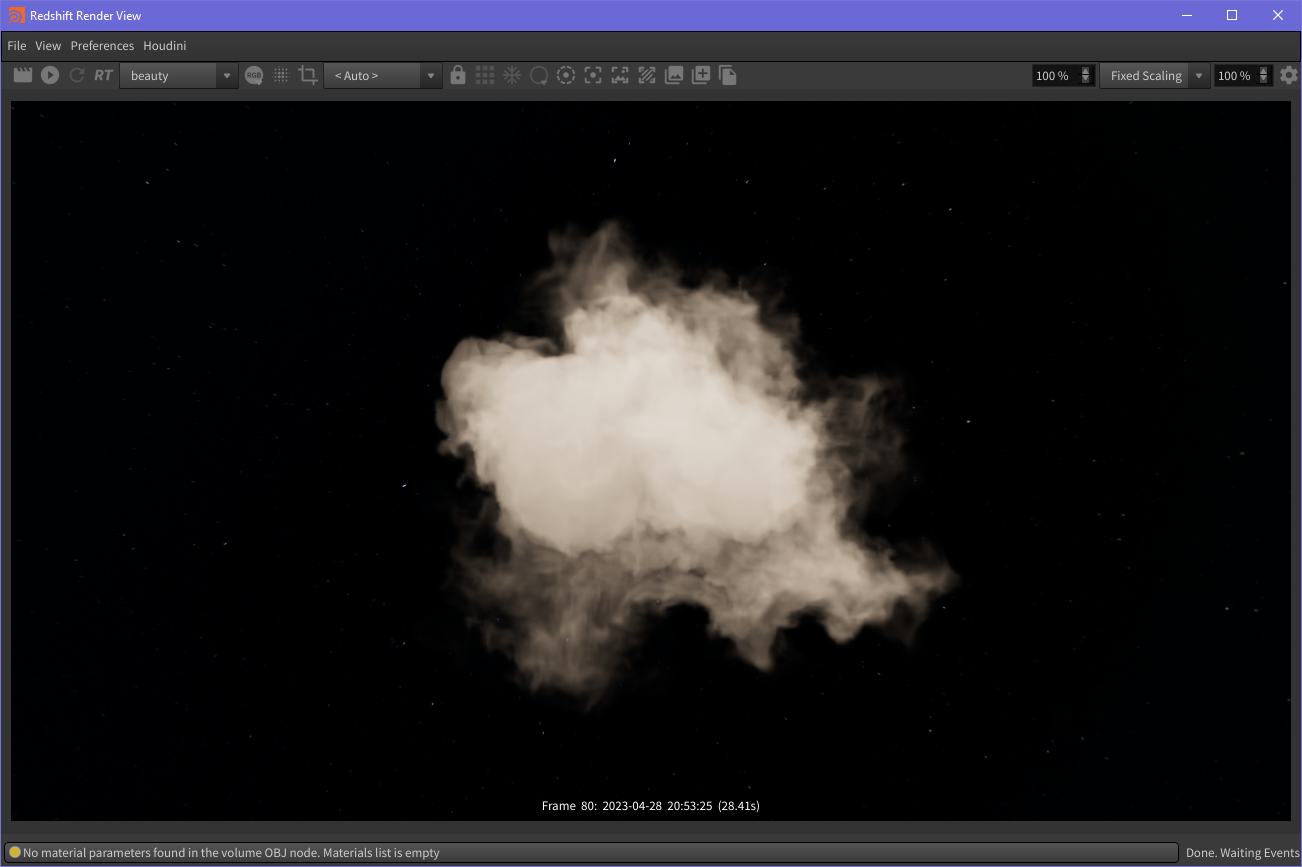 Redshift Render View
File View Preferences Houdini
RT beauty RGB < Auto > 100 % Fixed Scaling 100 %
Frame 80: 2023-04-28 20:53:25 (28.41s)
No material parameters found in the volume OBJ node. Materials list is empty Done. Waiting Events